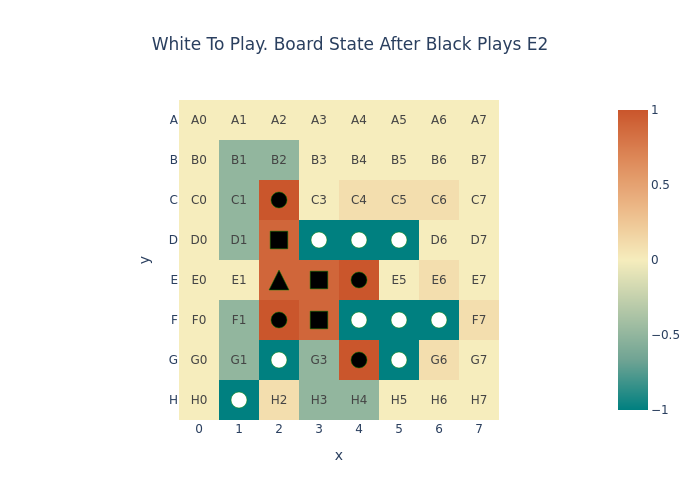 White To Play. Board State After Black Plays E2
A A0 A1 A2 A3 A4 A5 A6 A7
B B0 B1 B2 B3 B4 B5 B6 B7
C C0 C1 C3 C4 C5 C6 C7
D D0 D1 D6 D7
E E0 E1 E5 E6 E7
F F0 F1 F7
G G0 G1 G3 G6 G7
H H0 H2 H3 H4 H5 H6 H7
0 1 2 3 4 5 6 7
x
y
1
0.5
0
−0.5
−1